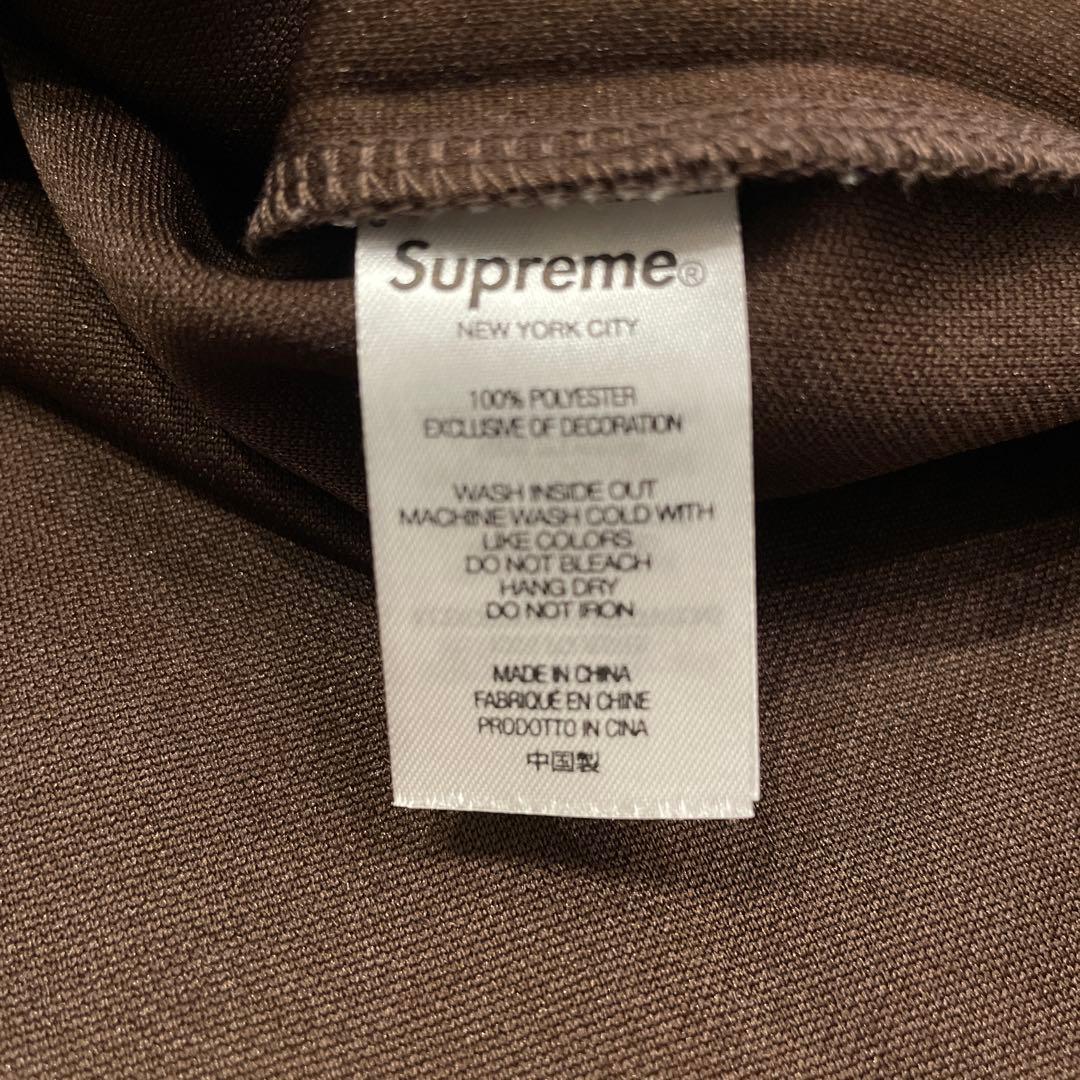 Supreme®
NEW YORK CITY
100% POLYESTER
EXCLUSIVE OF DECORATION
WASH INSIDE OUT
MACHINE WASH COLD WITH
LIKE COLORS
DO NOT BLEACH
HANG DRY
DO NOT IRON
MADE IN CHINA
FABRIQUÉ EN CHINE
PRODOTTO IN CINA
中国製